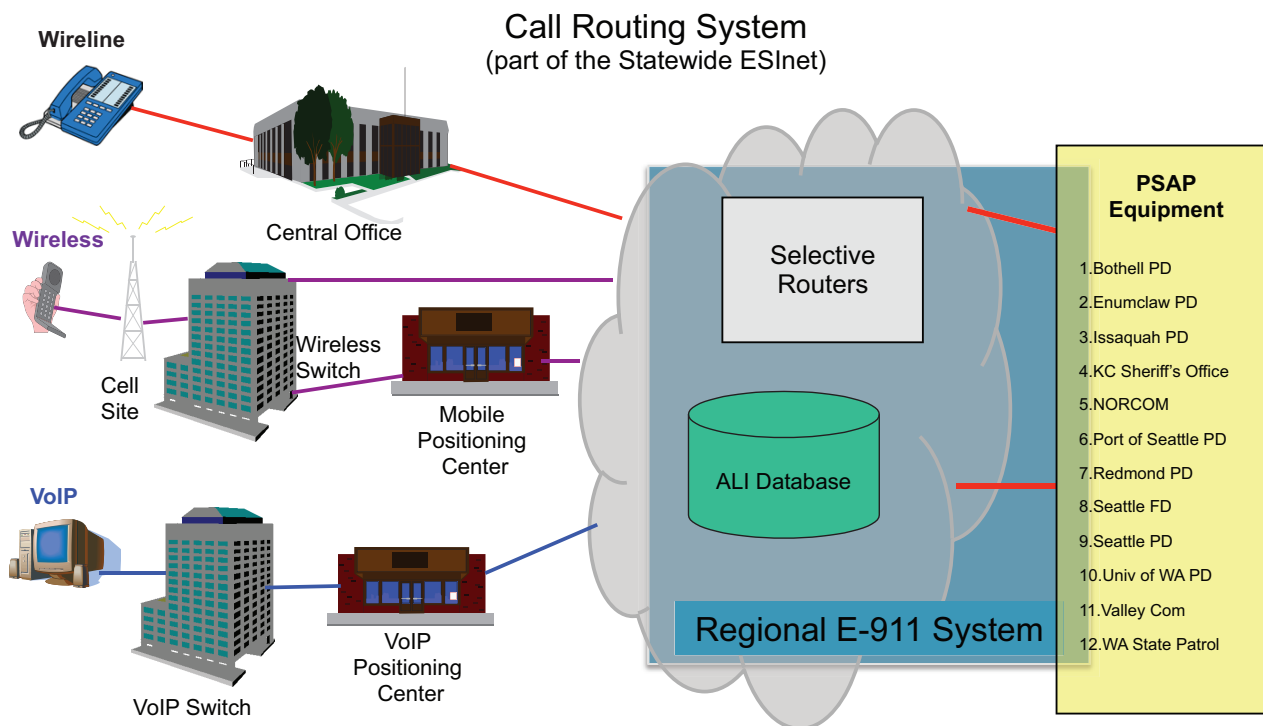 Call Routing System
(part of the Statewide ESInet)
Wireline
Central Office
Wireless
Cell
Site
Wireless
Switch
Mobile
Positioning
Center
VoIP
VoIP Switch
VoIP
Positioning
Center
Selective
Routers
ALI Database
Regional E-911 System
PSAP
Equipment
1.Bothell PD
2.Enumclaw PD
3.Issaquah PD
4.KC Sheriff's Office
5.NORCOM
6.Port of Seattle PD
7.Redmond PD
8.Seattle FD
9.Seattle PD
10.Univ of WA PD
11.Valley Com
12.WA State Patrol